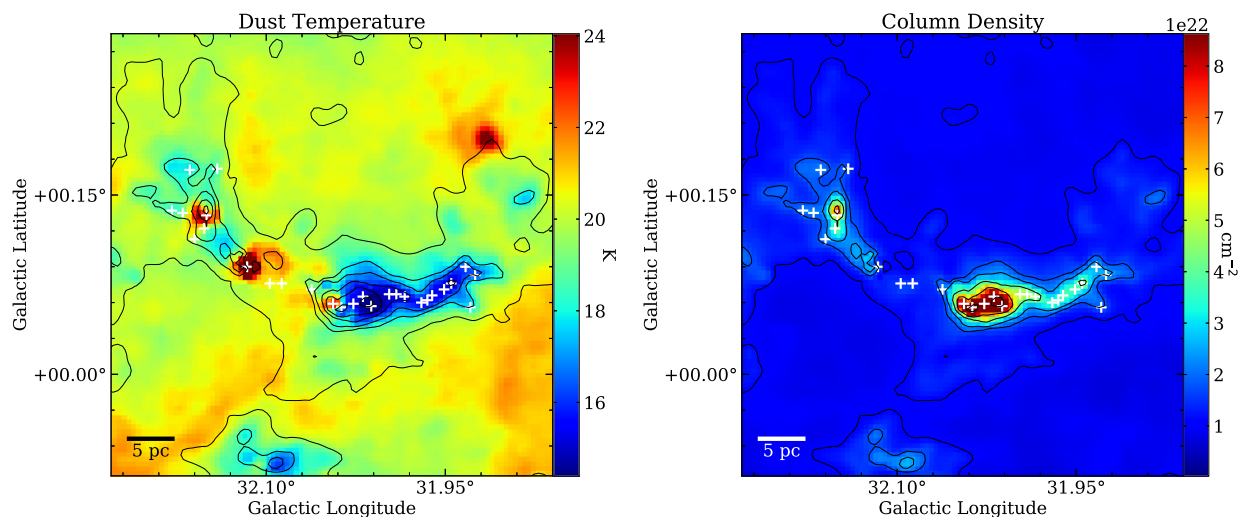 Dust Temperature
24
22
20
18
16
K
Galactic Latitude
+00.15°
+00.00°
5 pc
32.10°
31.95°
Galactic Longitude
Column Density
1e22
8
7
6
5
4
3
2
1
cm−2
Galactic Latitude
+00.15°
+00.00°
5 pc
32.10°
31.95°
Galactic Longitude